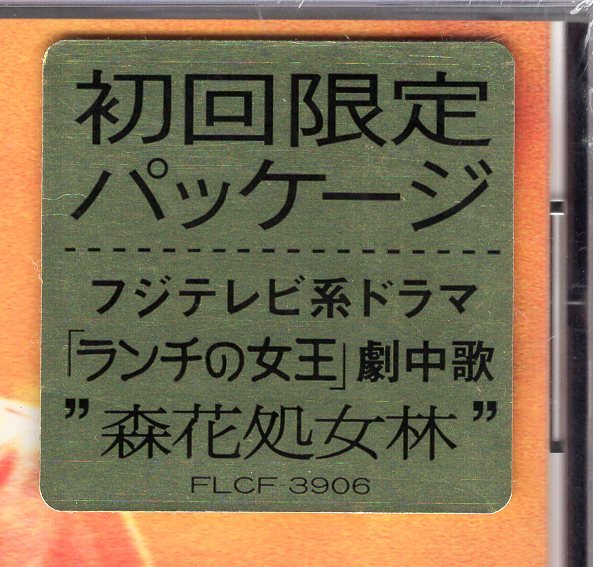 初回限定
パッケージ
フジテレビ系ドラマ
「ランチの女王」劇中歌
”森花処女林”
FLCF-3906